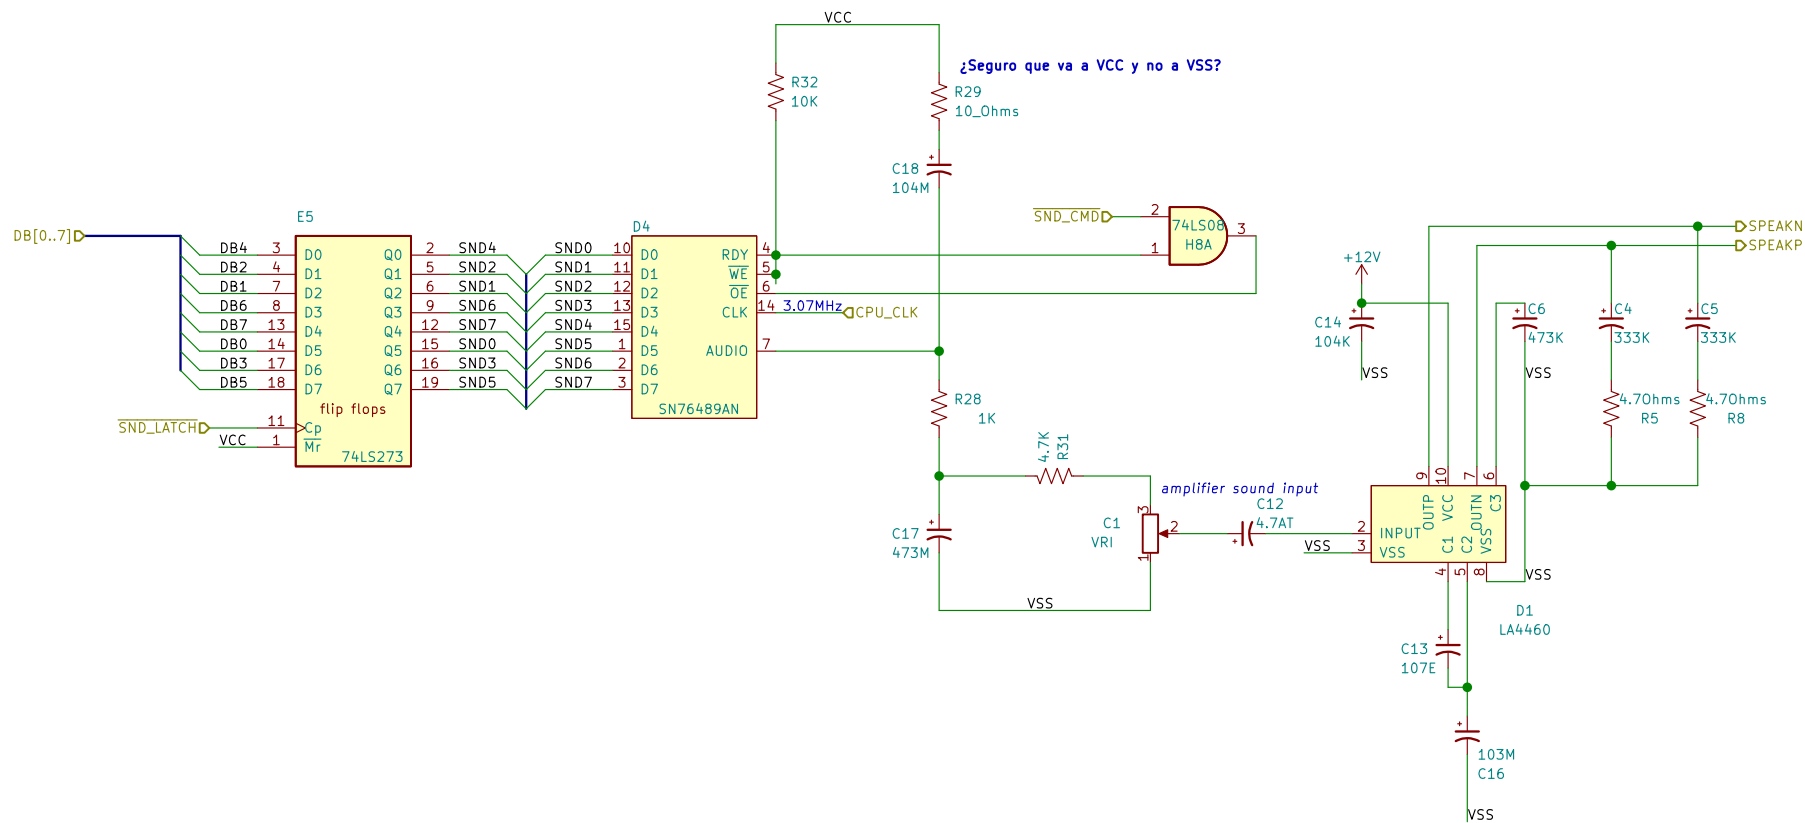 VCC
¿Seguro que va a VCC y no a VSS?
R32
10K
R29
10_Ohms
C18
104M
DB[0..7]
E5
DB4 3 D0 Q0 2 SND4
DB2 4 D1 Q1 5 SND2
DB1 7 D2 Q2 6 SND1
DB6 8 D3 Q3 9 SND6
DB7 13 D4 Q4 12 SND7
DB0 14 D5 Q5 15 SND0
DB3 17 D6 Q6 16 SND3
DB5 18 D7 Q7 19 SND5
flip flops
SND_LATCH 11 Cp
VCC 1 Mr
74LS273
D4
SND0 10 D0 RDY 4
SND1 11 D1 WE 5
SND2 12 D2 OE 6
SND3 13 D3 CLK 14 3.07MHz CPU_CLK
SND4 15 D4
SND5 1 D5 AUDIO 7
SND6 2 D6
SND7 3 D7
SN76489AN
SND_CMD 2
1
74LS08
H8A
3
R28
1K
4.7K
R31
C17
473M
VSS
C1
VRI
3
2
1
amplifier sound input
C12
4.7AT
+12V
C14
104K
VSS
C6
473K
VSS
C4
333K
C5
333K
4.7Ohms
R5
4.7Ohms
R8
SPEAKN
SPEAKP
9 10 7 6
OUTP VCC OUTN C3
2 INPUT
VSS 3 VSS
C1 C2 VSS
4 5 8
VSS
D1
LA4460
C13
107E
103M
C16
VSS